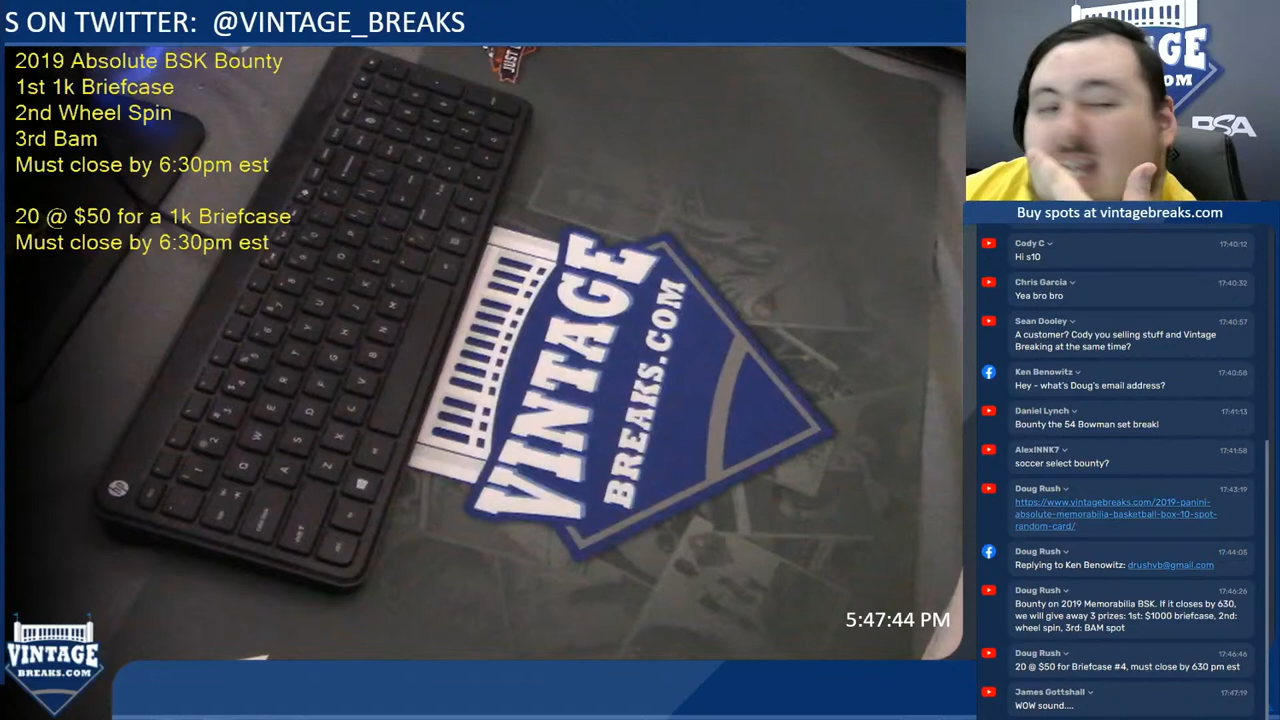 S ON TWITTER: @VINTAGE_BREAKS
2019 Absolute BSK Bounty
1st 1k Briefcase
2nd Wheel Spin
3rd Bam
Must close by 6:30pm est
20 @ $50 for a 1k Briefcase
Must close by 6:30pm est
JUST
VINTAGE
BREAKS.COM
5:47:44 PM
VINTAGE
BREAKS.COM
AGE
.COM
PSA
Buy spots at vintagebreaks.com
Cody C 17:40:12
Hi s10
Chris Garcia 17:40:32
Yea bro bro
Sean Dooley 17:40:57
A customer? Cody you selling stuff and Vintage
Breaking at the same time?
Ken Benowitz 17:40:58
Hey - what's Doug's email address?
Daniel Lynch 17:41:13
Bounty the 54 Bowman set break!
AlexINNK7 17:41:58
soccer select bounty?
Doug Rush 17:43:19
https://www.vintagebreaks.com/2019-panini-
absolute-memorabilia-basketball-box-10-spot-
random-card/
Doug Rush 17:44:05
Replying to Ken Benowitz: drushvb@gmail.com
Doug Rush 17:46:26
Bounty on 2019 Memorabilia BSK. If it closes by 630,
we will give away 3 prizes: 1st: $1000 briefcase, 2nd:
wheel spin, 3rd: BAM spot
Doug Rush 17:46:46
20 @ $50 for Briefcase #4, must close by 630 pm est
James Gottshall 17:47:19
WOW sound....